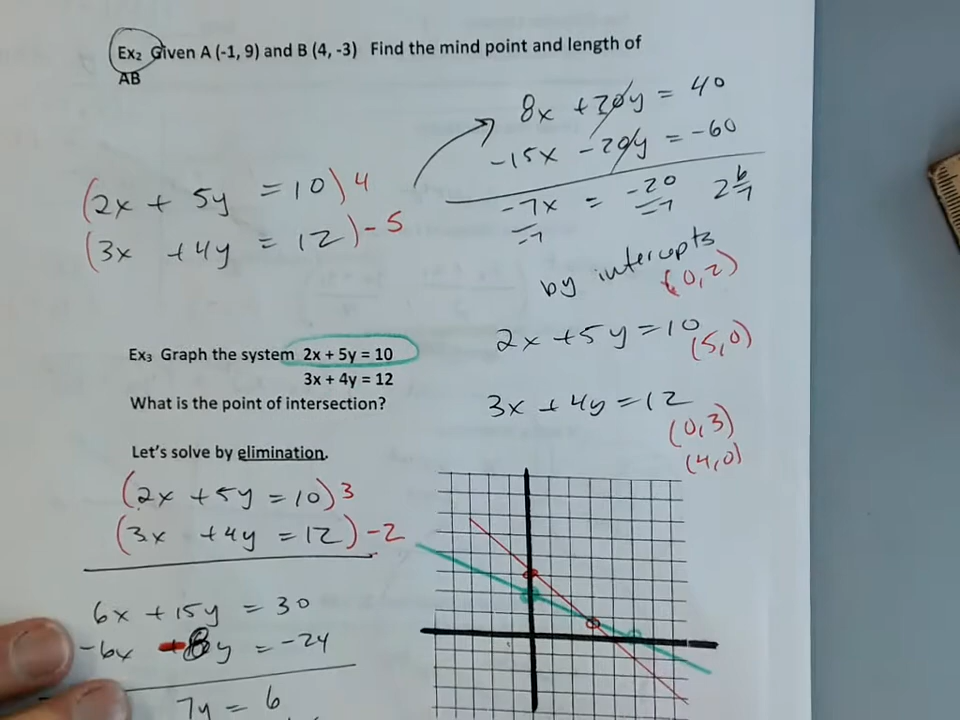 Ex2 Given A (-1, 9) and B (4, -3) Find the mind point and length of
AB
8x + 20y = 40
-15x - 20y = -60
-7x = -20 2 6/7
-7 -7
(2x + 5y = 10) 4
(3x + 4y = 12) - 5
by intercepts
(0, 2)
2x + 5y = 10
(5, 0)
3x + 4y = 12
(0, 3)
(4, 0)
Ex3 Graph the system 2x + 5y = 10
3x + 4y = 12
What is the point of intersection?
Let's solve by elimination.
(2x + 5y = 10) 3
(3x + 4y = 12) - 2
6x + 15y = 30
-6x - 8y = -24
7y = 6